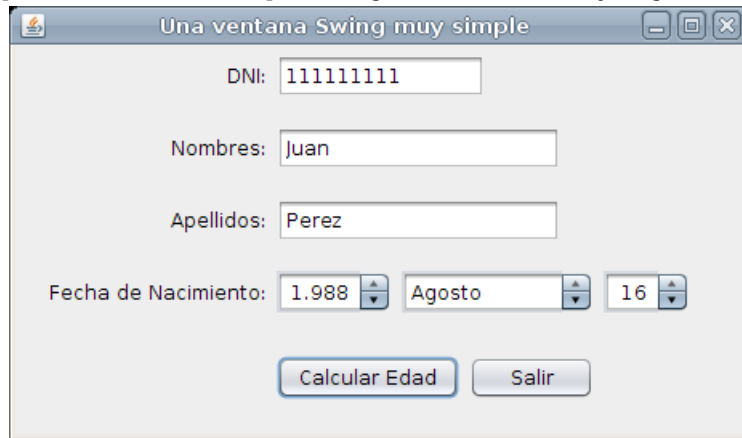 Una ventana Swing muy simple
DNI: 111111111
Nombres: Juan
Apellidos: Perez
Fecha de Nacimiento: 1.988 Agosto 16
Calcular Edad Salir